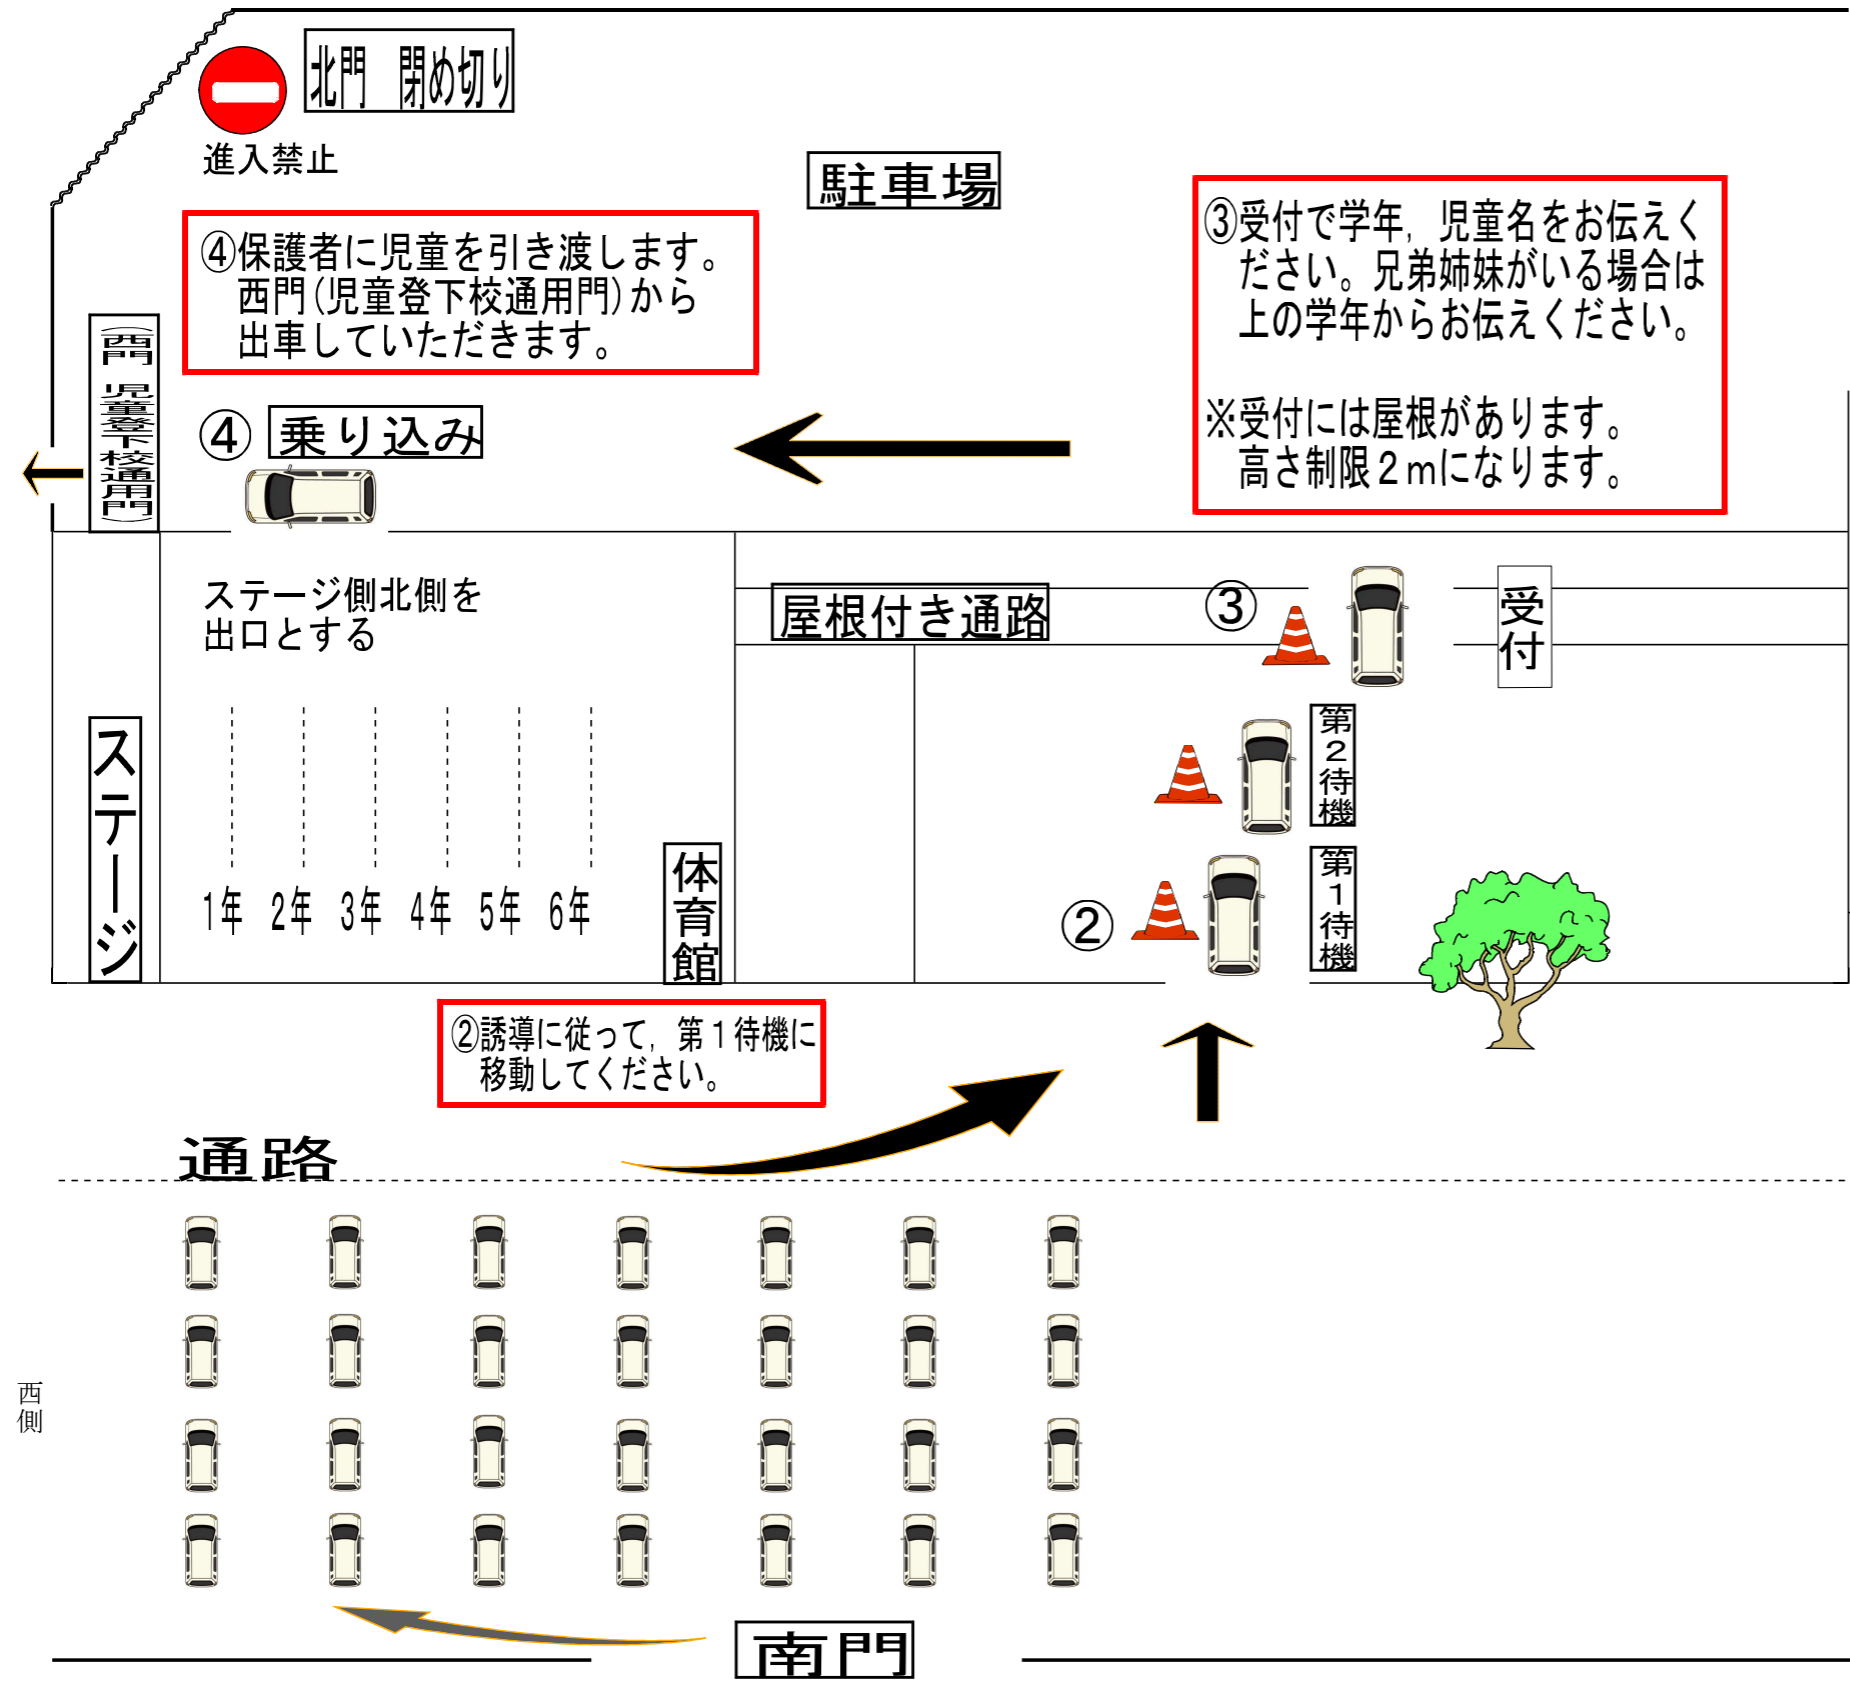 北門　閉め切り
進入禁止
駐車場
④保護者に児童を引き渡します。
西門(児童登下校通用門)から
出車していただきます。
③受付で学年，児童名をお伝えく
ださい。兄弟姉妹がいる場合は
上の学年からお伝えください。
※受付には屋根があります。
高さ制限２ｍになります。
(西門　児童登下校通用門)
④
乗り込み
ステージ側北側を
出口とする
屋根付き通路
③
受付
第２待機
ステージ
1年 2年 3年 4年 5年 6年
体育館
②
第１待機
②誘導に従って，第１待機に
移動してください。
通路
西側
南門